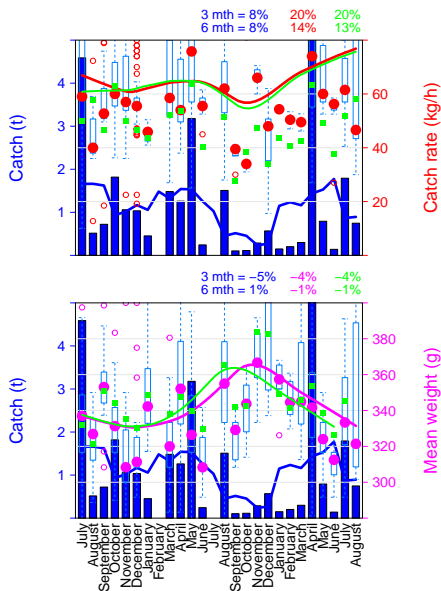 3 mth = 8% 20% 20%
6 mth = 8% 14% 13%
Catch (t)
5
4
3
2
1
Catch rate (kg/h)
60
40
20
3 mth = −5% −4% −4%
6 mth = 1% −1% −1%
Catch (t)
4
3
2
1
Mean weight (g)
380
360
340
320
300
July
August
September
October
November
December
January
February
March
April
May
June
July
August
September
October
November
December
January
February
March
April
May
June
July
August